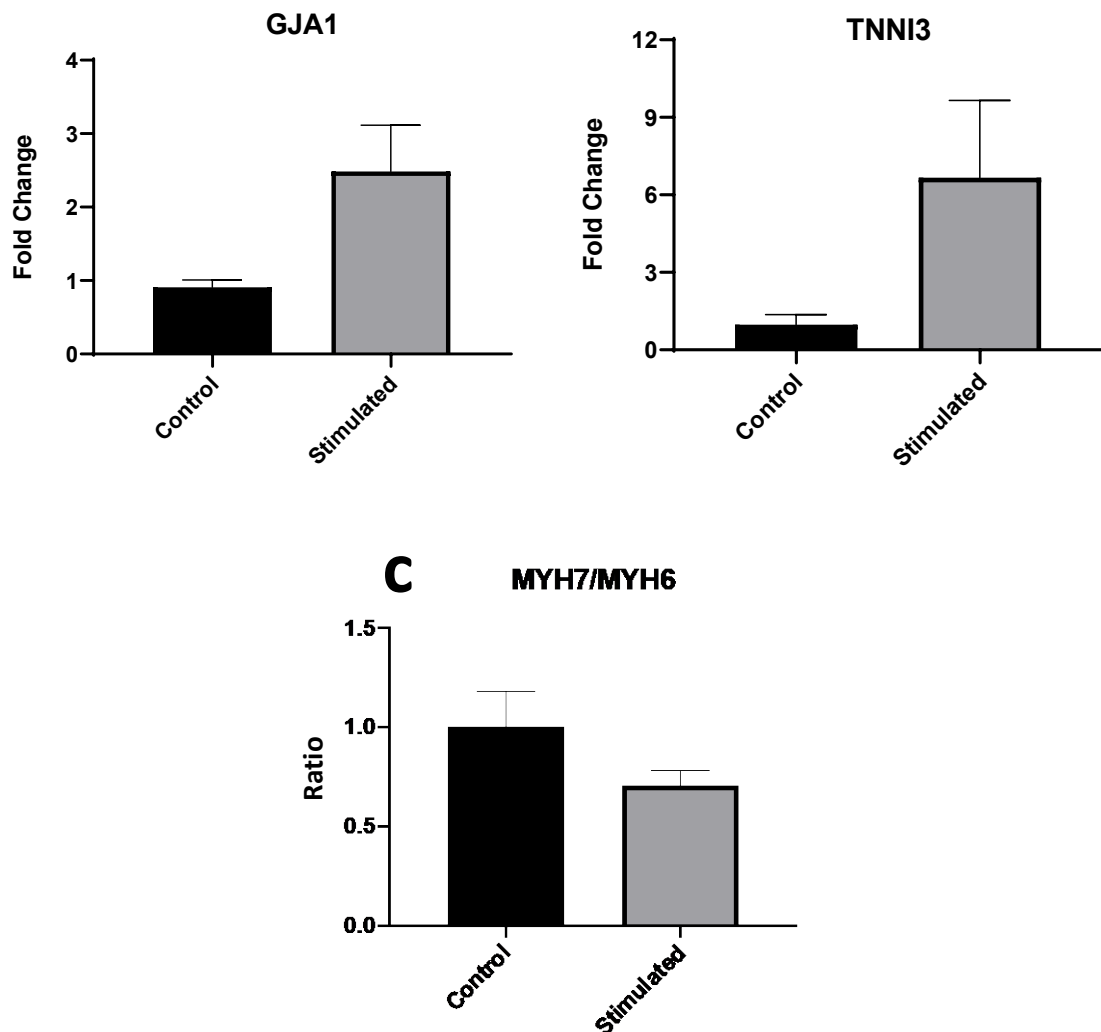 GJA1
Fold Change
4
3
2
1
0
Control
Stimulated
TNNI3
Fold Change
12
9
6
3
0
Control
Stimulated
C
MYH7/MYH6
Ratio
1.5
1.0
0.5
0.0
Control
Stimulated